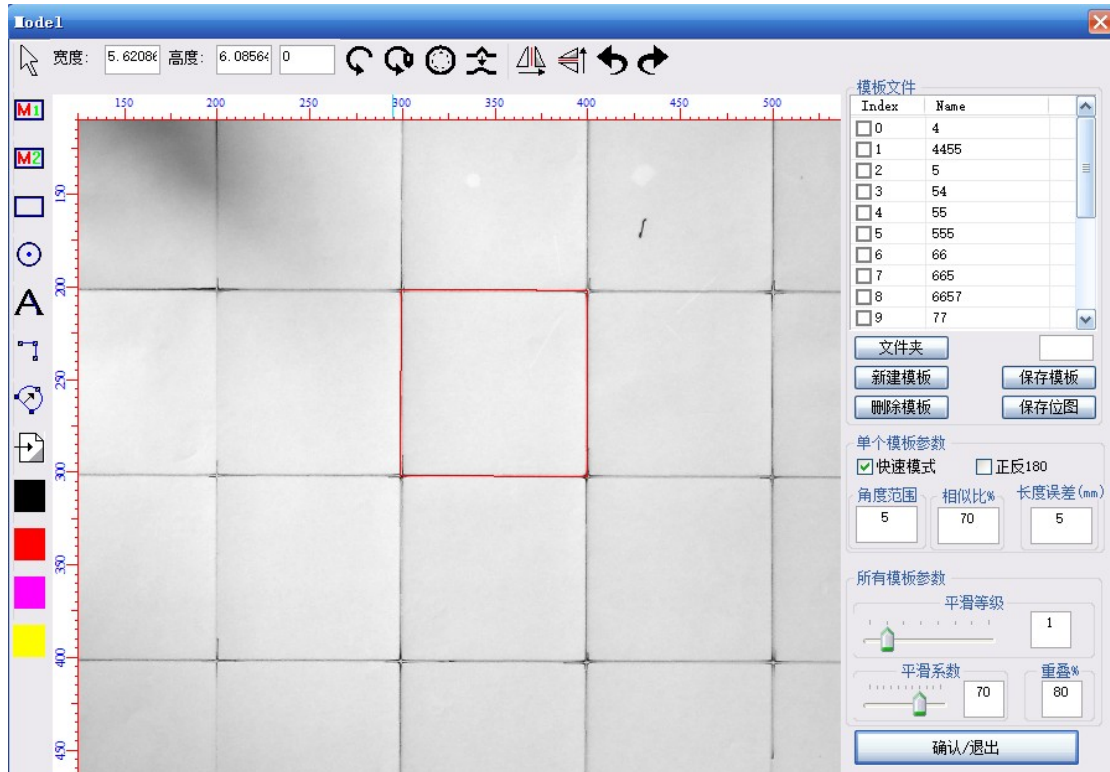 Model
宽度: 5.62086 高度: 6.08564 0
模板文件
Index Name
0 4
1 4455
2 5
3 54
4 55
5 555
6 66
7 665
8 6657
9 77
文件夹
新建模板 保存模板
删除模板 保存位图
单个模板参数
快速模式 正反180
角度范围 相似比% 长度误差(mm)
5 70 5
所有模板参数
平滑等级
1
平滑系数 重叠%
70 80
确认/退出
M1
M2
A
150 200 250 300 350 400 450 500
150
200
250
300
350
400
450